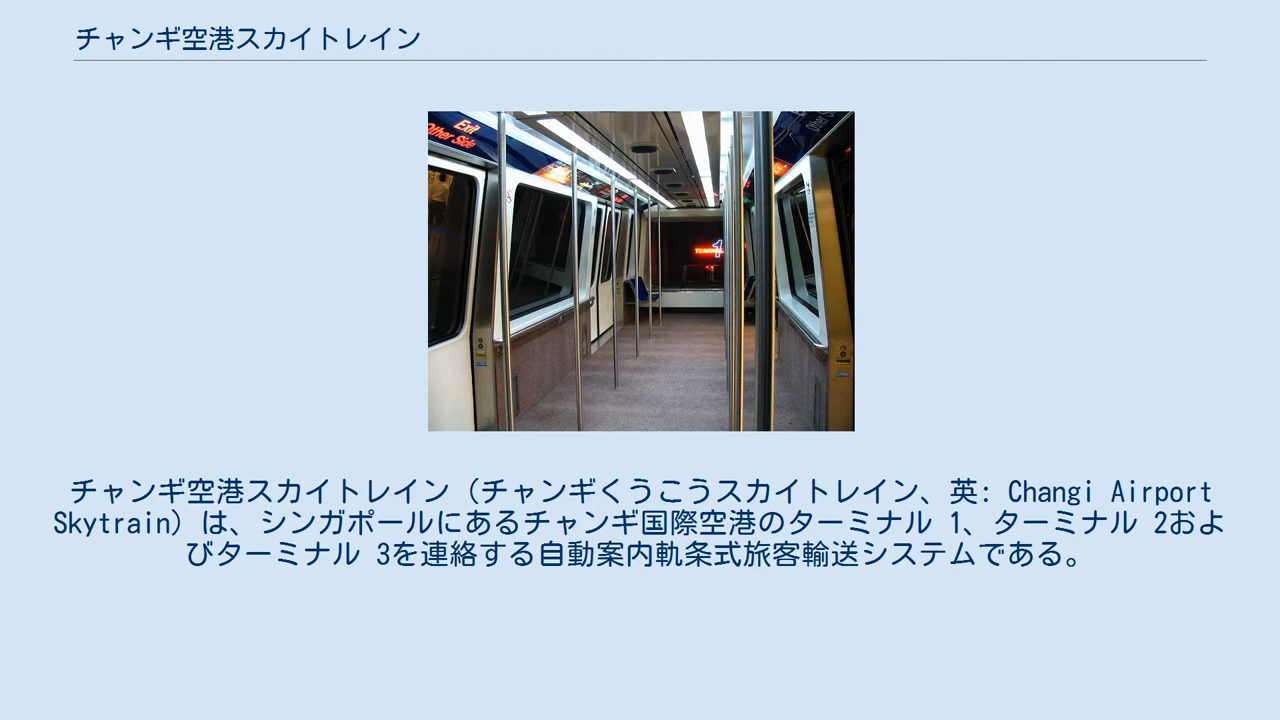 チャンギ空港スカイトレイン
Exit
Other Side
チャンギ空港スカイトレイン（チャンギくうこうスカイトレイン、英: Changi Airport
Skytrain）は、シンガポールにあるチャンギ国際空港のターミナル 1、ターミナル 2およ
びターミナル 3を連絡する自動案内軌条式旅客輸送システムである。